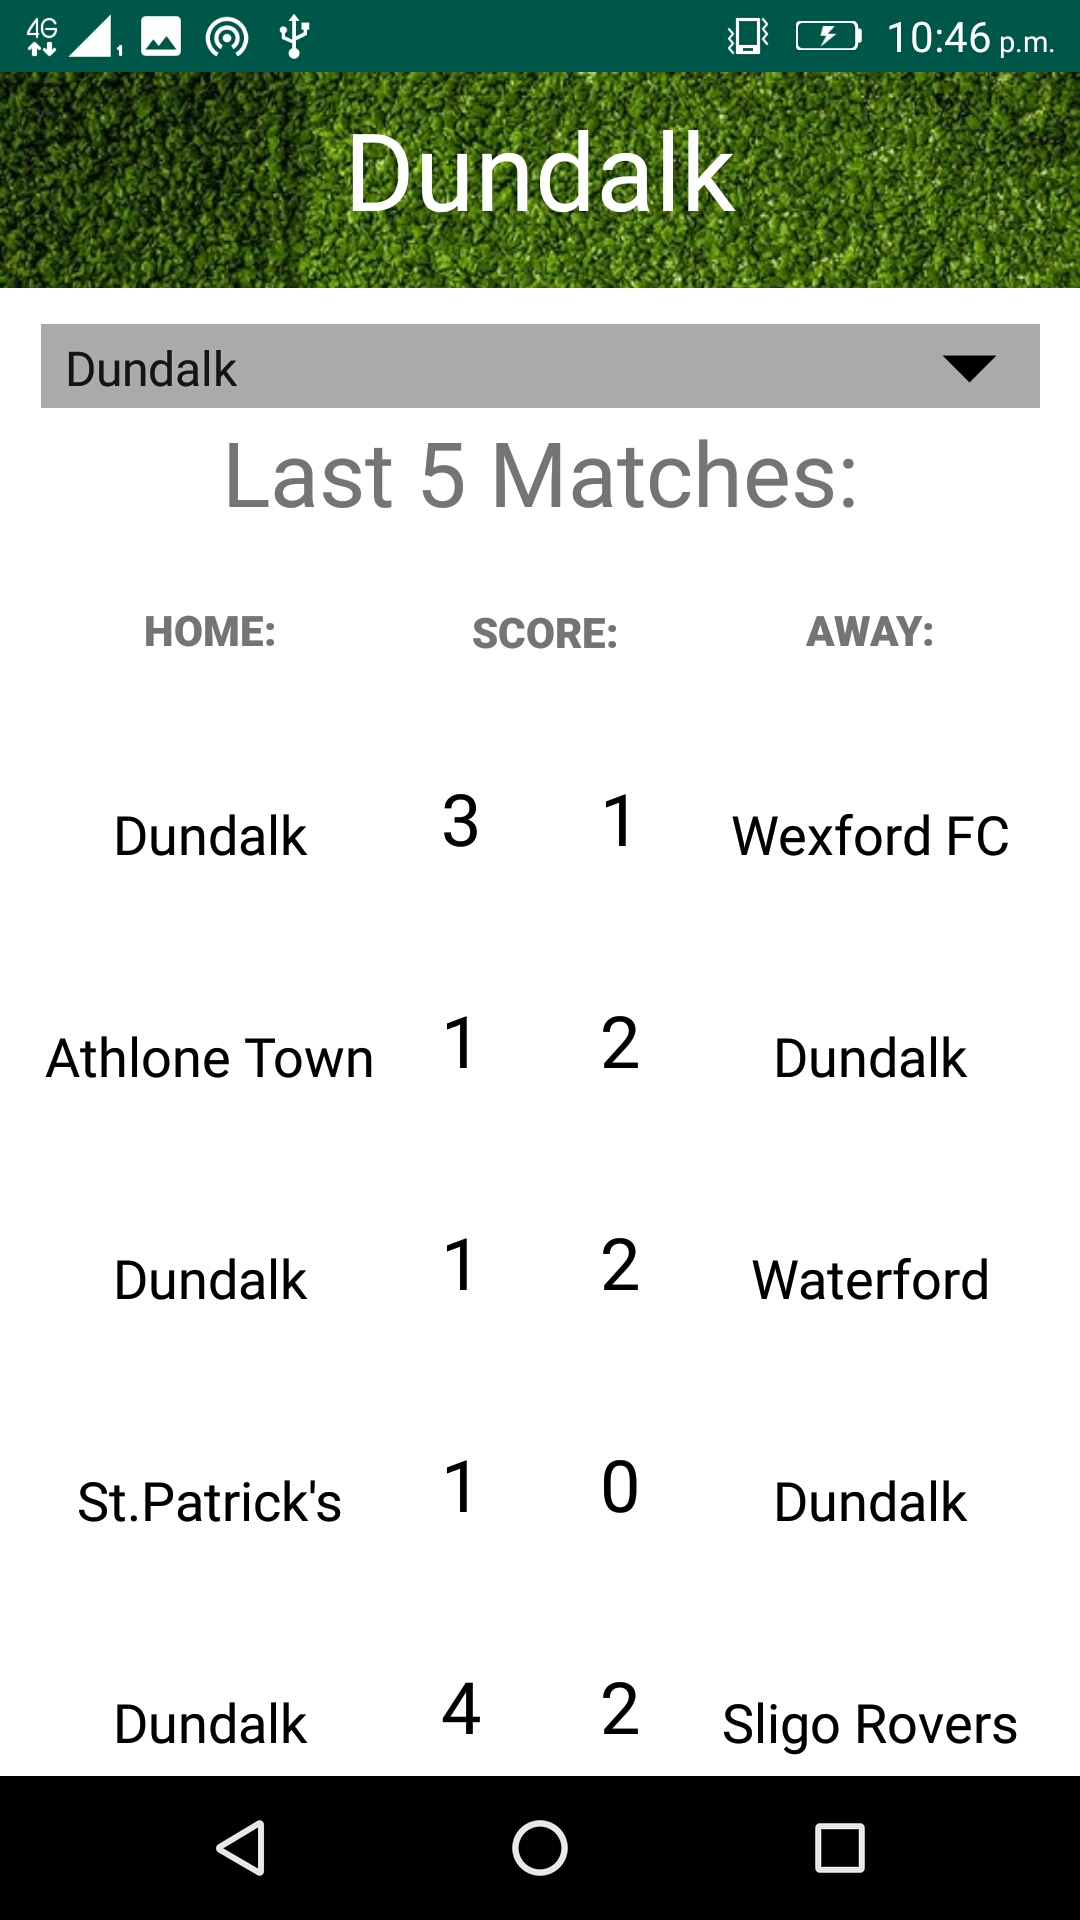 4G 1 10:46 p.m.
Dundalk
Dundalk
Last 5 Matches:
HOME: SCORE: AWAY:
Dundalk 3 1 Wexford FC
Athlone Town 1 2 Dundalk
Dundalk 1 2 Waterford
St.Patrick's 1 0 Dundalk
Dundalk 4 2 Sligo Rovers